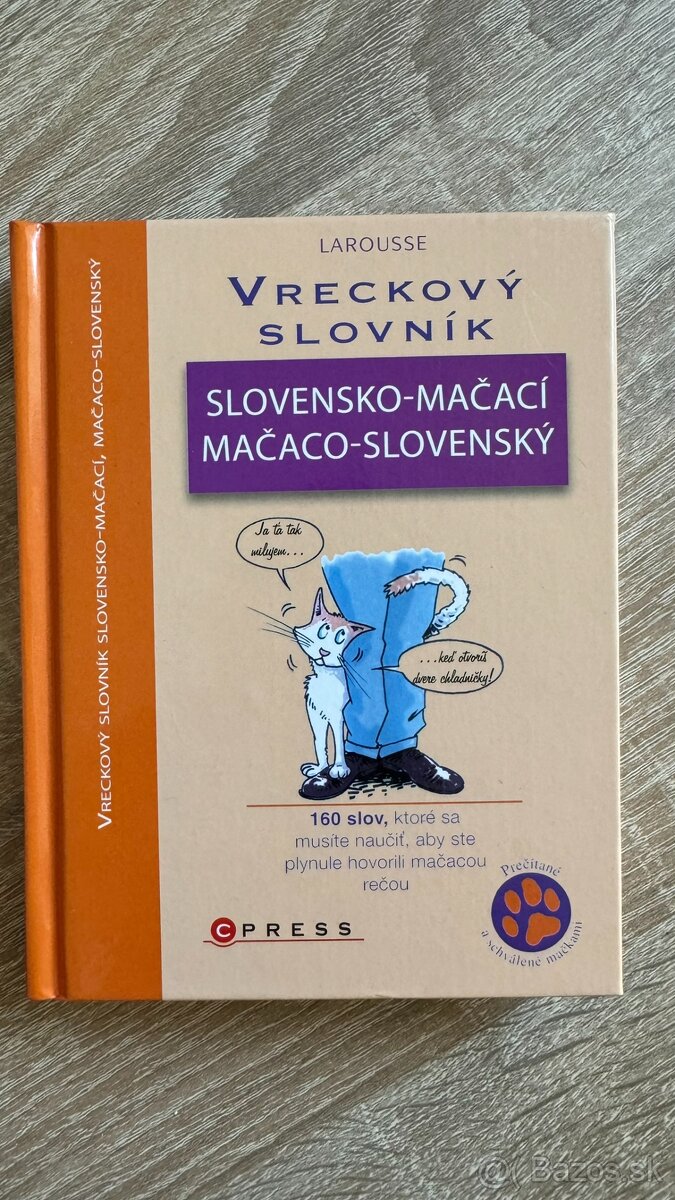 LAROUSSE
VRECKOVÝ
SLOVNÍK
SLOVENSKO-MAČACÍ
MAČACO-SLOVENSKÝ
VRECKOVÝ SLOVNÍK SLOVENSKO-MAČACÍ, MAČACO-SLOVENSKÝ
Ja ťa tak
milujem...
...keď otvoríš
dvere chladničky!
160 slov, ktoré sa
musíte naučiť, aby ste
plynule hovorili mačacou
rečou
CPRESS
Prečítané
a schválené mačkami
@ Bazos.sk